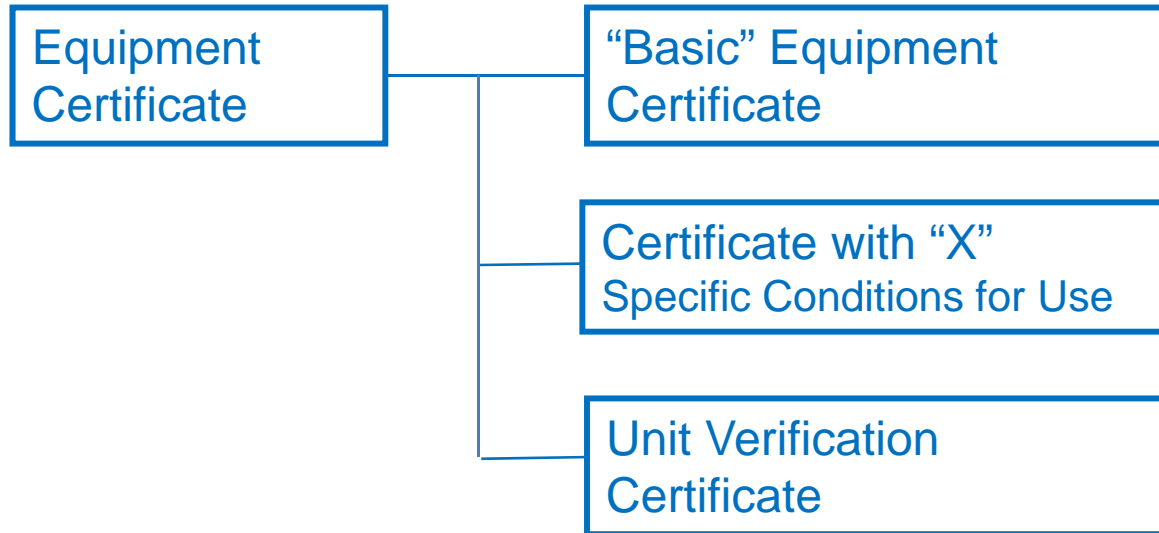 Equipment
Certificate
“Basic” Equipment
Certificate
Certificate with “X”
Specific Conditions for Use
Unit Verification
Certificate